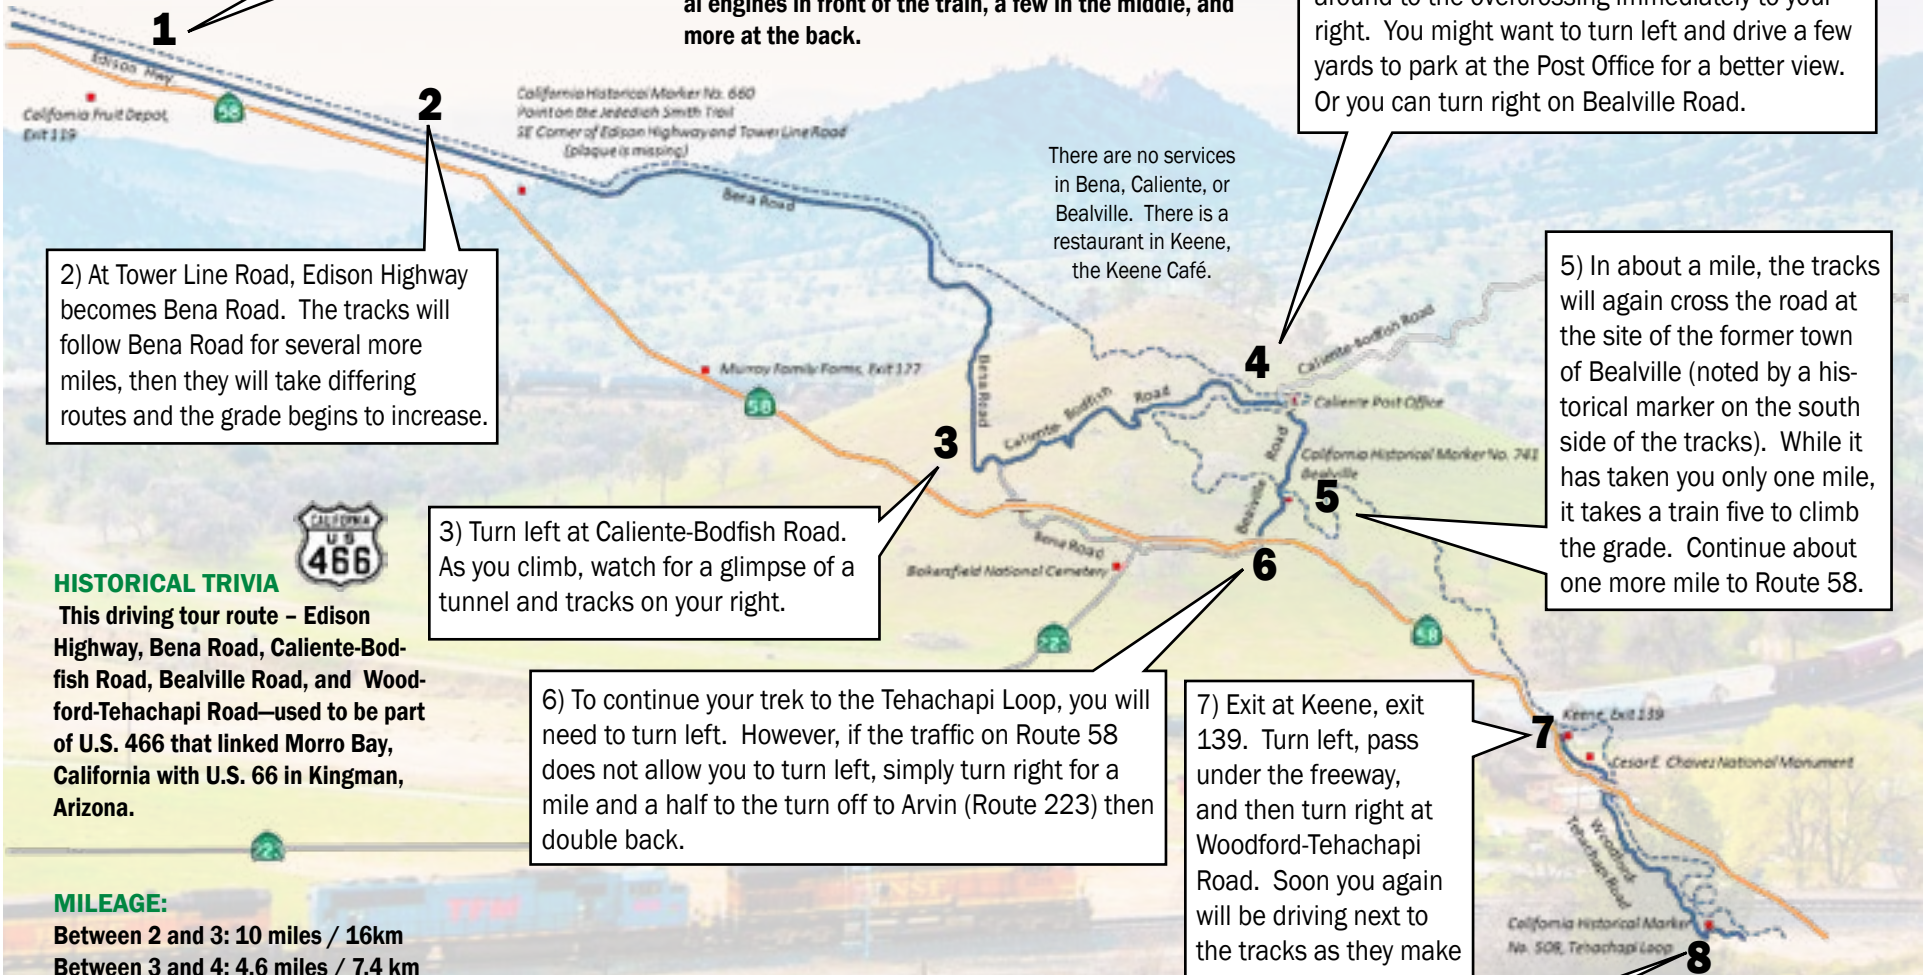 al engines in front of the train, a few in the middle, and
more at the back.
around to the overcrossing immediately to your
right. You might want to turn left and drive a few
yards to park at the Post Office for a better view.
Or you can turn right on Bealville Road.
1
Edison Hwy
California Fruit Depot,
Exit 119
58
2
California Historical Marker No. 660
Point on the Jedediah Smith Trail
SE Corner of Edison Highway and Tower Line Road
(plaque is missing)
Bena Road
There are no services
in Bena, Caliente, or
Bealville. There is a
restaurant in Keene,
the Keene Café.
2) At Tower Line Road, Edison Highway
becomes Bena Road. The tracks will
follow Bena Road for several more
miles, then they will take differing
routes and the grade begins to increase.
5) In about a mile, the tracks
will again cross the road at
the site of the former town
of Bealville (noted by a his-
torical marker on the south
side of the tracks). While it
has taken you only one mile,
it takes a train five to climb
the grade. Continue about
one more mile to Route 58.
Murray Family Farms, Exit 177
58
Bena Road
4
Caliente-Bodfish Road
Caliente Post Office
Caliente-Bodfish Road
3
Bealville Road
California Historical Marker No. 741
Bealville
5
3) Turn left at Caliente-Bodfish Road.
As you climb, watch for a glimpse of a
tunnel and tracks on your right.
Bena Road
Bakersfield National Cemetery
6
223
58
CALIFORNIA
US
466
HISTORICAL TRIVIA
This driving tour route – Edison
Highway, Bena Road, Caliente-Bod-
fish Road, Bealville Road, and Wood-
ford-Tehachapi Road—used to be part
of U.S. 466 that linked Morro Bay,
California with U.S. 66 in Kingman,
Arizona.
6) To continue your trek to the Tehachapi Loop, you will
need to turn left. However, if the traffic on Route 58
does not allow you to turn left, simply turn right for a
mile and a half to the turn off to Arvin (Route 223) then
double back.
7) Exit at Keene, exit
139. Turn left, pass
under the freeway,
and then turn right at
Woodford-Tehachapi
Road. Soon you again
will be driving next to
the tracks as they make
7
Keene, Exit 139
Cesar E. Chavez National Monument
Woodford-
Tehachapi Road
California Historical Marker
No. 508, Tehachapi Loop
8
MILEAGE:
Between 2 and 3: 10 miles / 16km
Between 3 and 4: 4.6 miles / 7.4 km